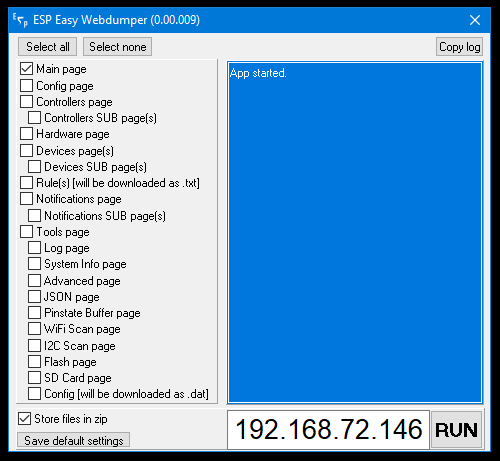 ESP Easy Webdumper (0.00.009)
Select all Select none Copy log
Main page
Config page
Controllers page
Controllers SUB page(s)
Hardware page
Devices page(s)
Devices SUB page(s)
Rule(s) [will be downloaded as .txt]
Notifications page
Notifications SUB page(s)
Tools page
Log page
System Info page
Advanced page
JSON page
Pinstate Buffer page
WiFi Scan page
I2C Scan page
Flash page
SD Card page
Config [will be downloaded as .dat]
App started.
Store files in zip
Save default settings
192.168.72.146 RUN